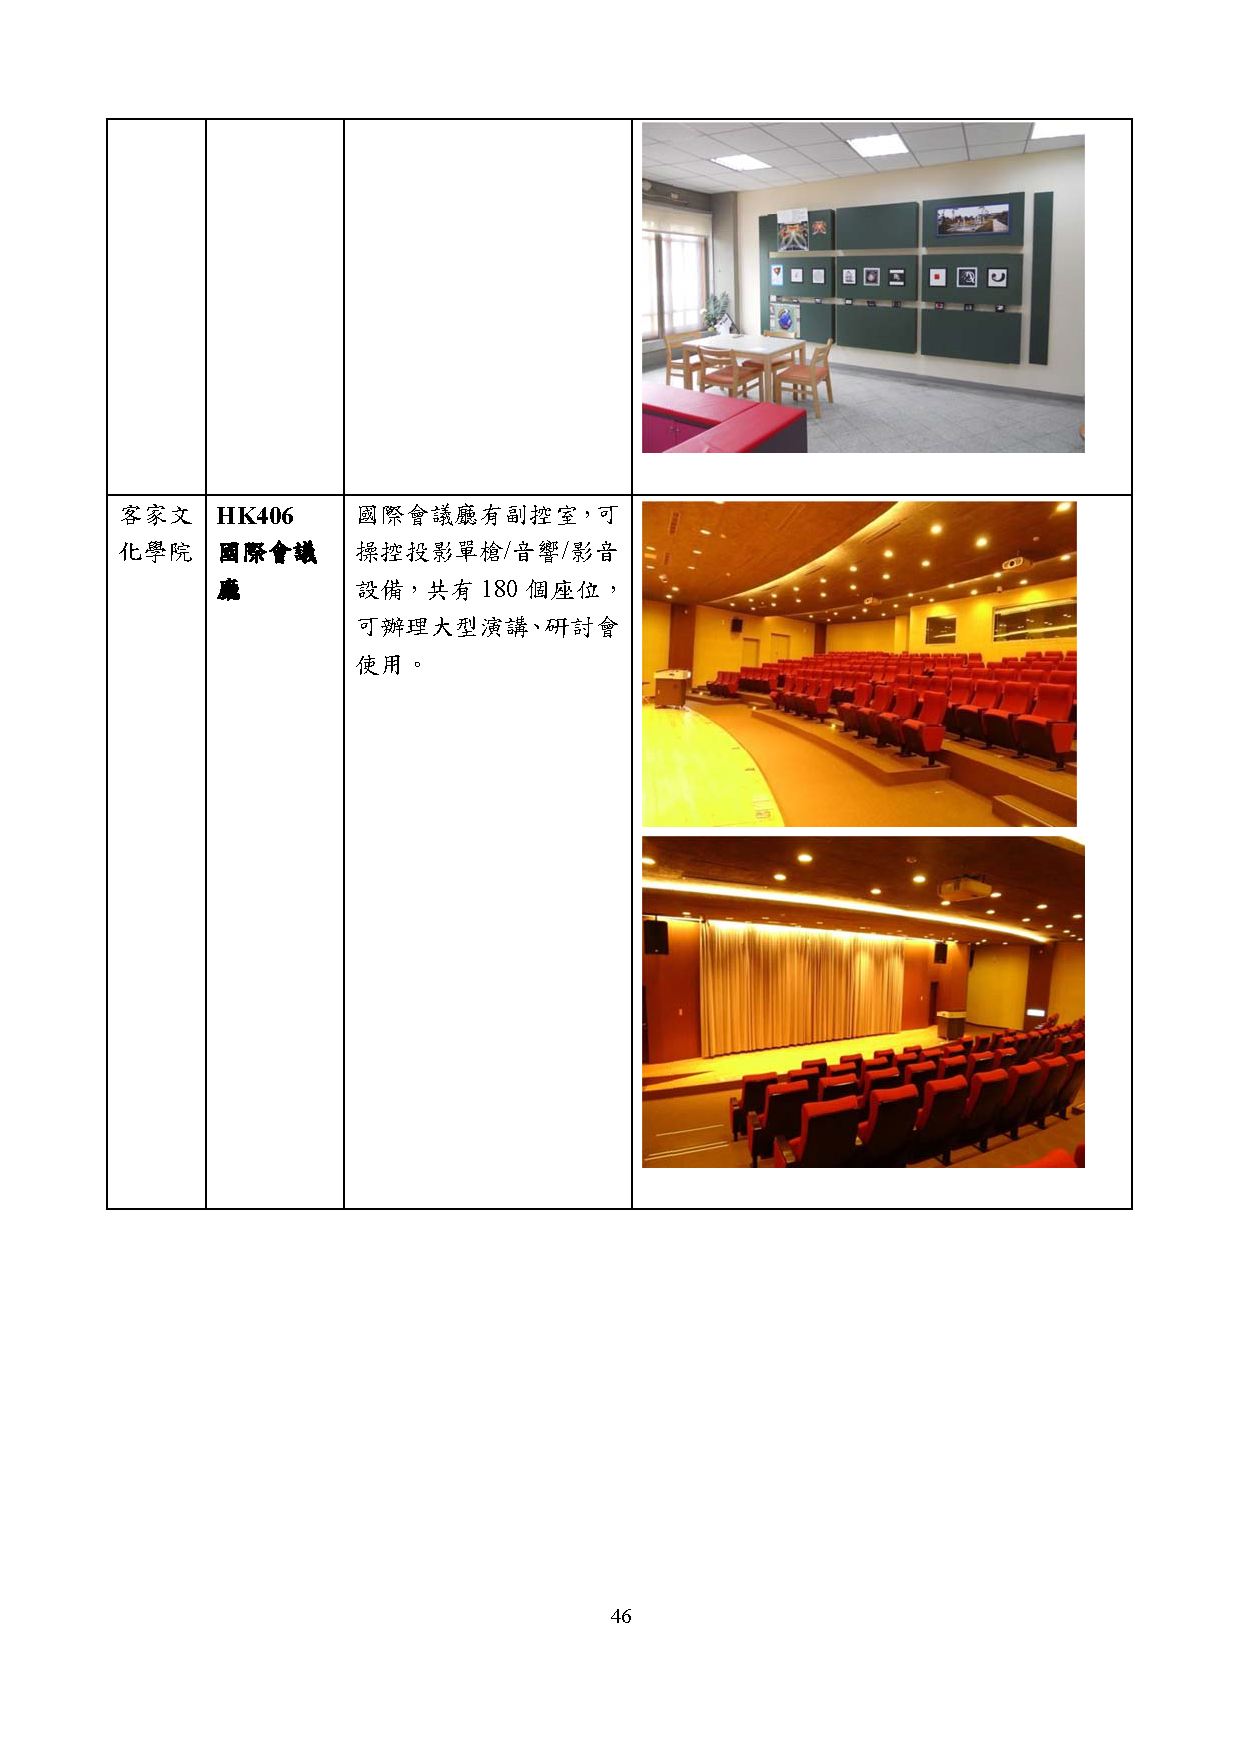 客家文
化學院
HK406
國際會議
廳
國際會議廳有副控室，可
操控投影單槍/音響/影音
設備，共有 180 個座位，
可辦理大型演講、研討會
使用。
46